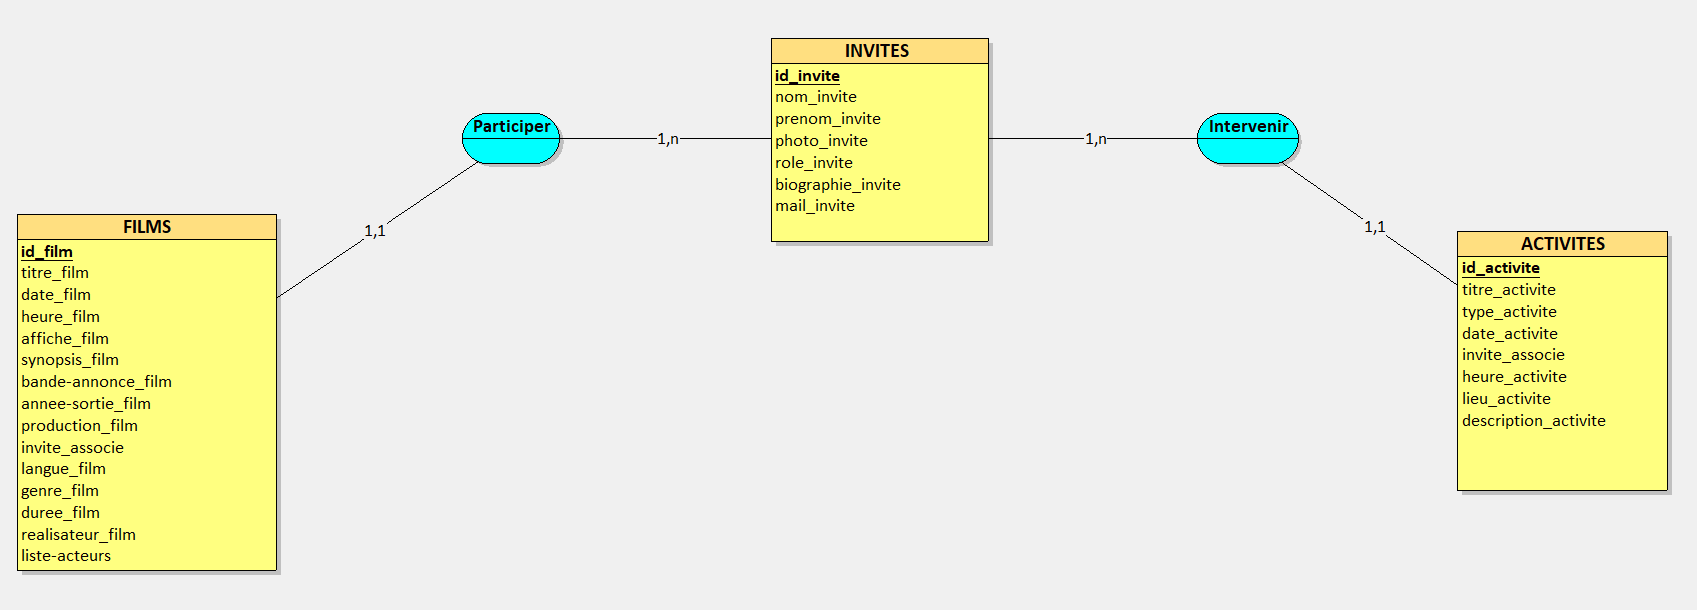 INVITES
id_invite
nom_invite
prenom_invite
photo_invite
role_invite
biographie_invite
mail_invite
Participer
1,n
1,n
Intervenir
1,1
1,1
FILMS
id_film
titre_film
date_film
heure_film
affiche_film
synopsis_film
bande-annonce_film
annee-sortie_film
production_film
invite_associe
langue_film
genre_film
duree_film
realisateur_film
liste-acteurs
ACTIVITES
id_activite
titre_activite
type_activite
date_activite
invite_associe
heure_activite
lieu_activite
description_activite